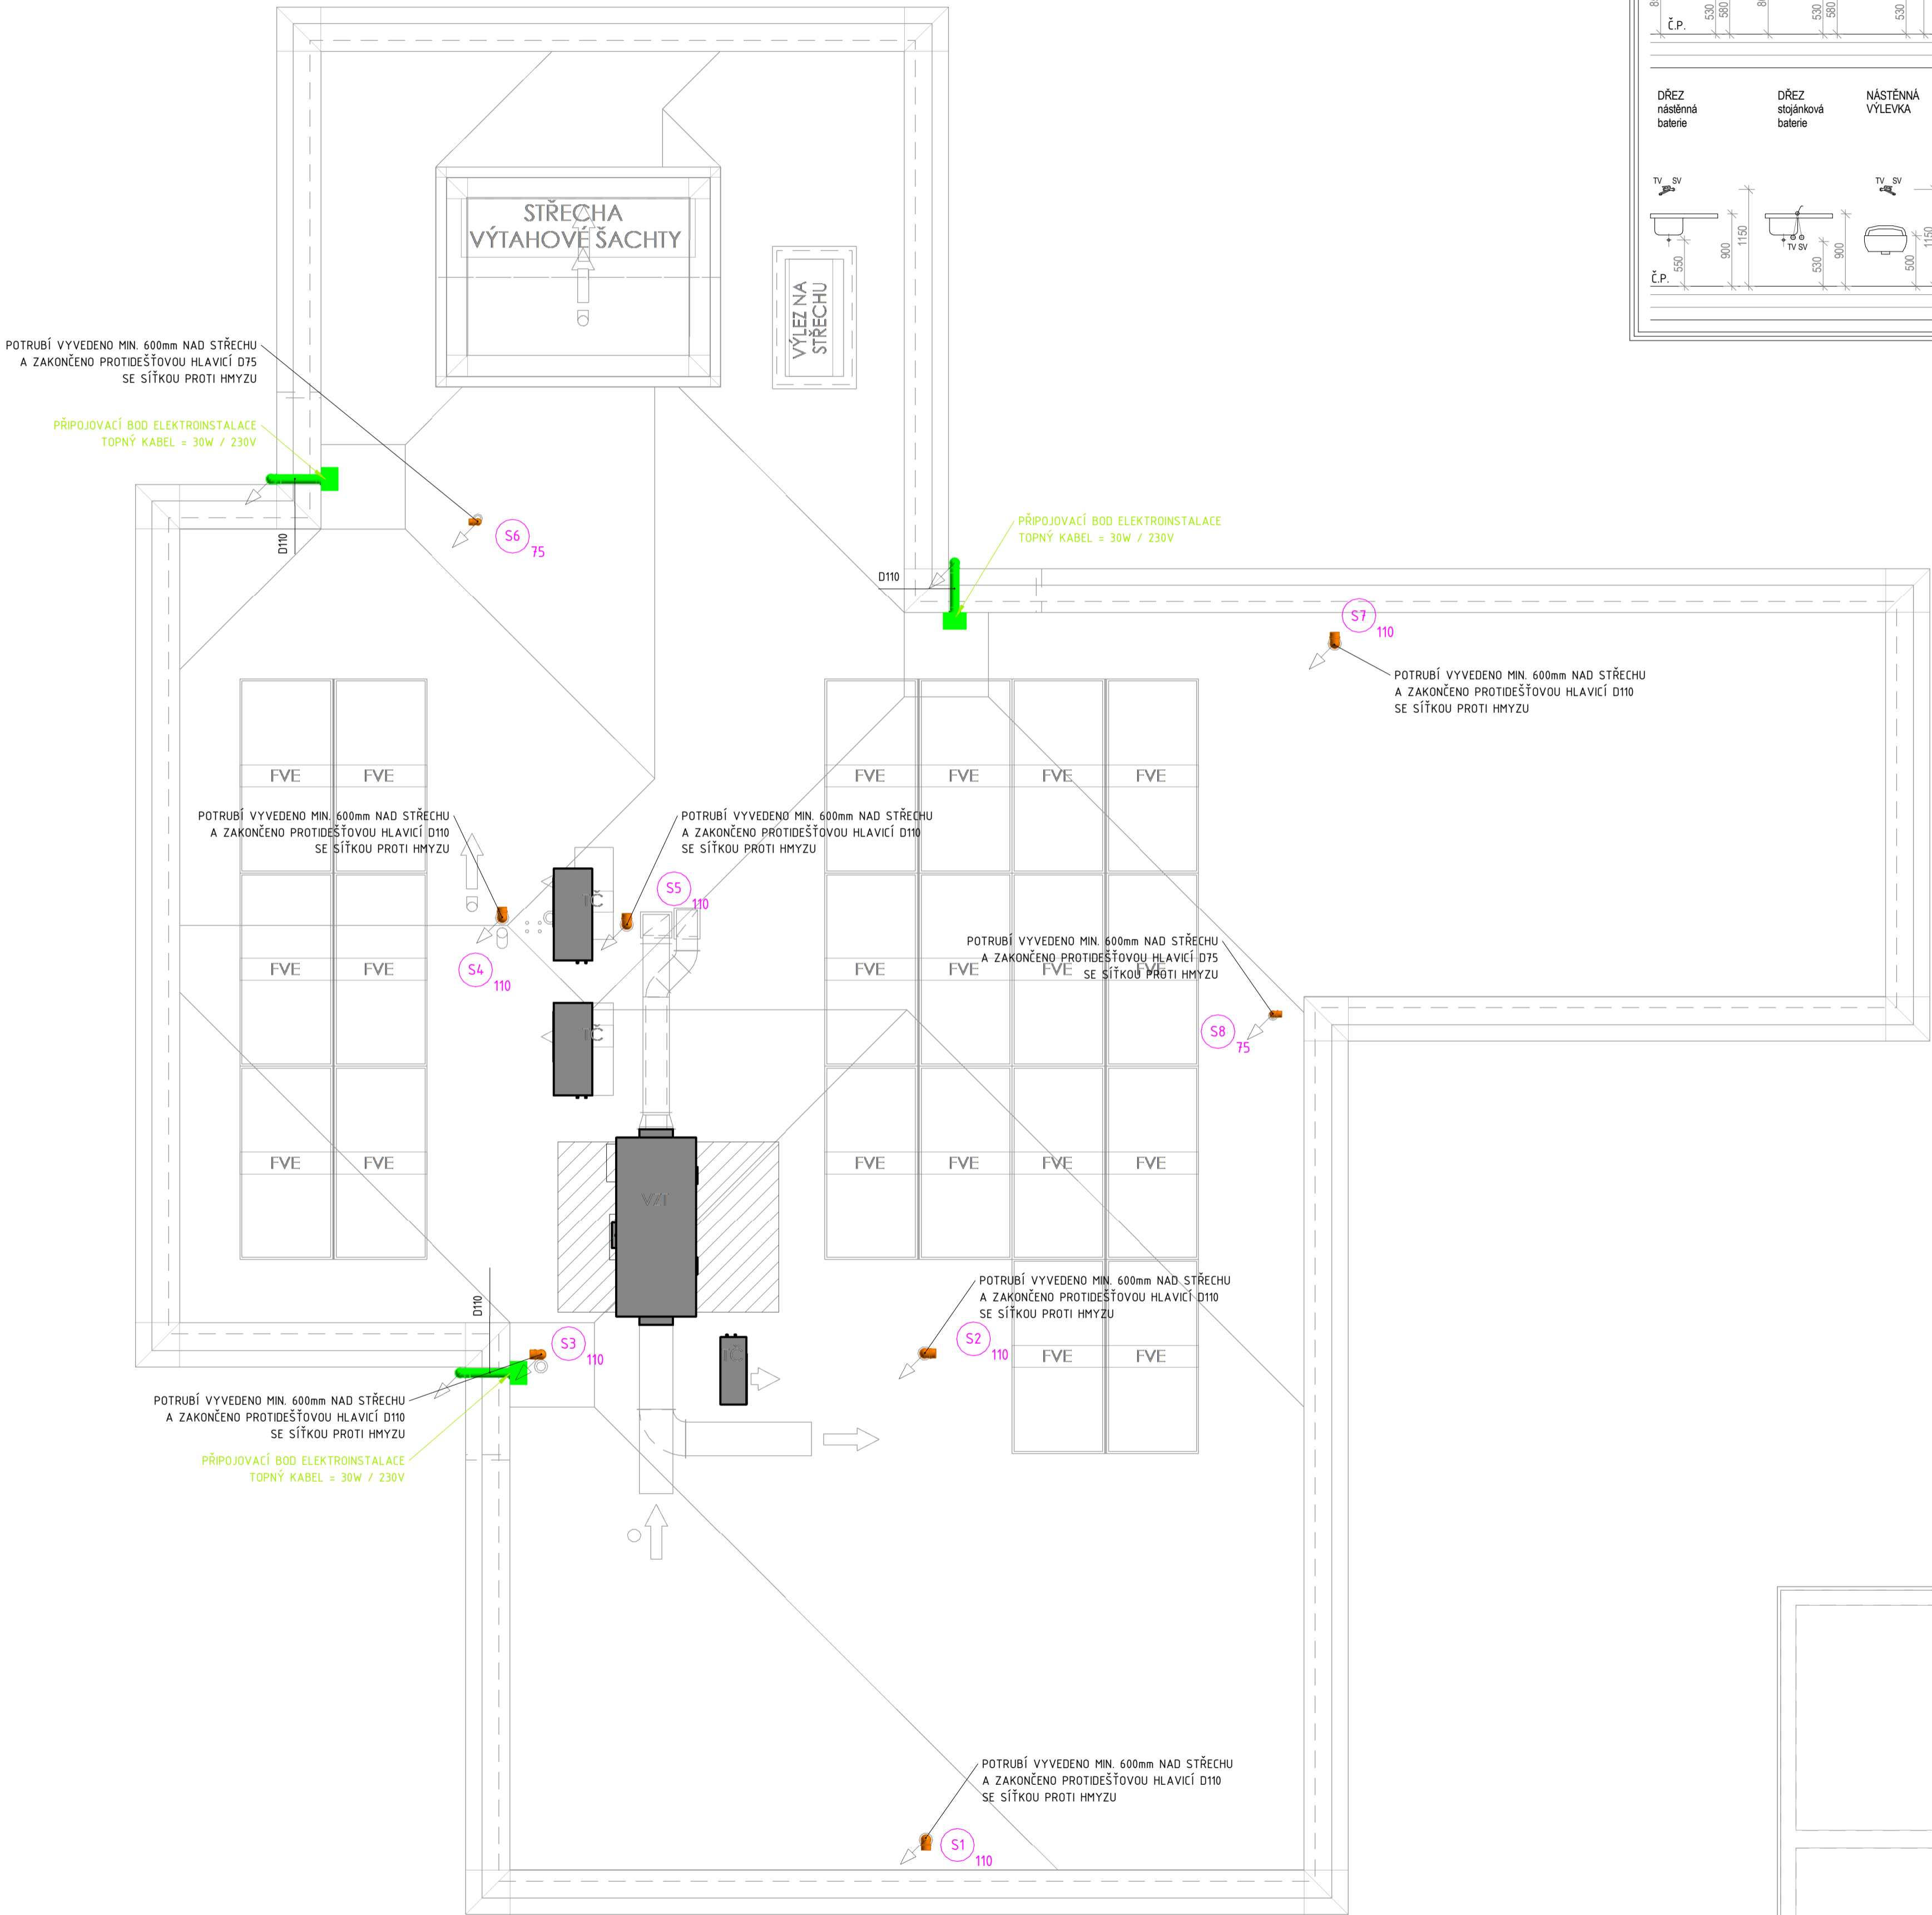 8
530
580
8
530
580
530
Č.P.
DŘEZ
nástěnná
baterie
DŘEZ
stojánková
baterie
NÁSTĚNNÁ
VÝLEVKA
TV SV
TV SV
TV SV
550
900
1150
530
900
500
1150
Č.P.
STŘECHA
VÝTAHOVÉ ŠACHTY
VÝLEZ NA
STŘECHU
POTRUBÍ VYVEDENO MIN. 600mm NAD STŘECHU
A ZAKONČENO PROTIDEŠŤOVOU HLAVICÍ D75
SE SÍŤKOU PROTI HMYZU
PŘIPOJOVACÍ BOD ELEKTROINSTALACE
TOPNÝ KABEL = 30W / 230V
D110
S6
75
PŘIPOJOVACÍ BOD ELEKTROINSTALACE
TOPNÝ KABEL = 30W / 230V
D110
S7
110
POTRUBÍ VYVEDENO MIN. 600mm NAD STŘECHU
A ZAKONČENO PROTIDEŠŤOVOU HLAVICÍ D110
SE SÍŤKOU PROTI HMYZU
FVE FVE
FVE FVE FVE FVE
POTRUBÍ VYVEDENO MIN. 600mm NAD STŘECHU
A ZAKONČENO PROTIDEŠŤOVOU HLAVICÍ D110
SE SÍŤKOU PROTI HMYZU
POTRUBÍ VYVEDENO MIN. 600mm NAD STŘECHU
A ZAKONČENO PROTIDEŠŤOVOU HLAVICÍ D110
SE SÍŤKOU PROTI HMYZU
S5
110
TČ
S4
110
POTRUBÍ VYVEDENO MIN. 600mm NAD STŘECHU
A ZAKONČENO PROTIDEŠŤOVOU HLAVICÍ D75
SE SÍŤKOU PROTI HMYZU
FVE FVE
FVE FVE FVE FVE
TČ
S8
75
FVE FVE
FVE FVE FVE FVE
VZT
POTRUBÍ VYVEDENO MIN. 600mm NAD STŘECHU
A ZAKONČENO PROTIDEŠŤOVOU HLAVICÍ D110
SE SÍŤKOU PROTI HMYZU
D110
S3
110
TČ
S2
110
FVE FVE
POTRUBÍ VYVEDENO MIN. 600mm NAD STŘECHU
A ZAKONČENO PROTIDEŠŤOVOU HLAVICÍ D110
SE SÍŤKOU PROTI HMYZU
PŘIPOJOVACÍ BOD ELEKTROINSTALACE
TOPNÝ KABEL = 30W / 230V
POTRUBÍ VYVEDENO MIN. 600mm NAD STŘECHU
A ZAKONČENO PROTIDEŠŤOVOU HLAVICÍ D110
SE SÍŤKOU PROTI HMYZU
S1
110